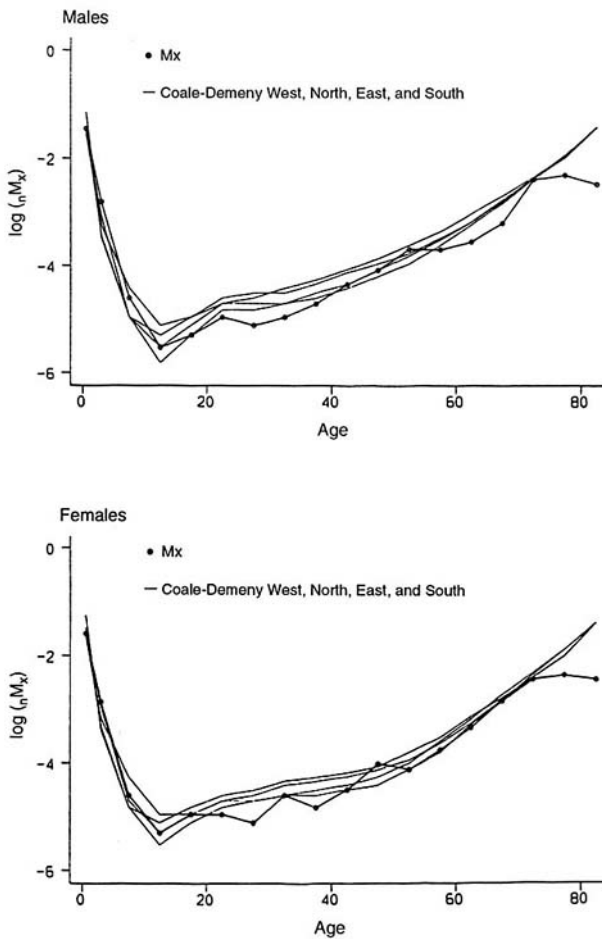 Males
0
• Mx
— Coale-Demeny West, North, East, and South
−2
log (nMx)
−4
−6
0 20 40 60 80
Age
Females
0
• Mx
— Coale-Demeny West, North, East, and South
−2
log (nMx)
−4
−6
0 20 40 60 80
Age